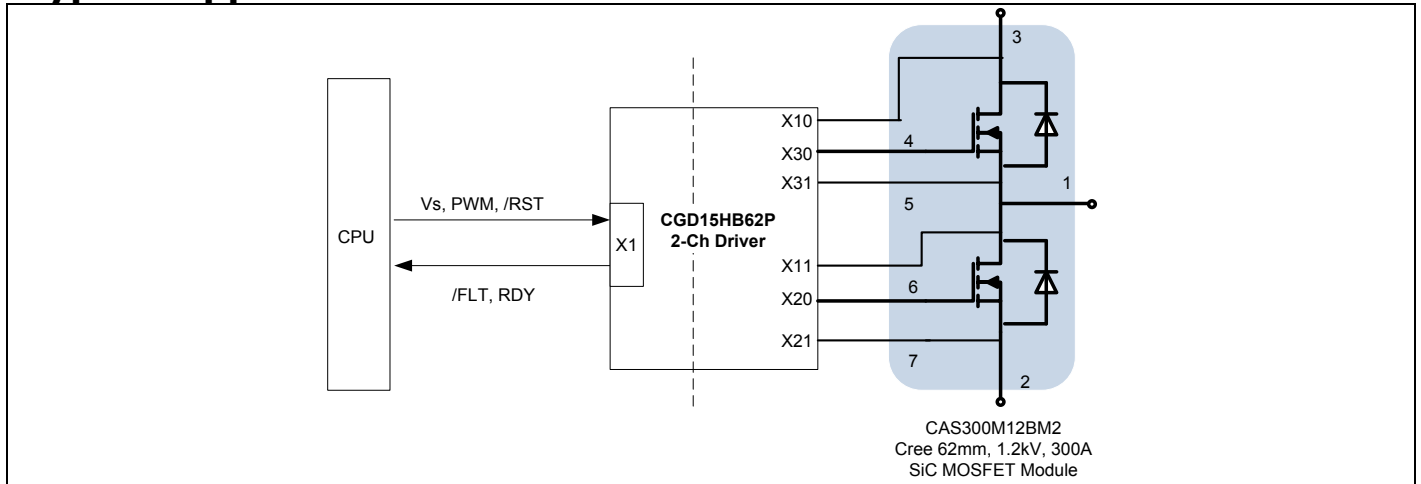 3
X10
X30
4
X31
1
Vs, PWM, /RST
5
CPU
X1
CGD15HB62P
2-Ch Driver
X11
/FLT, RDY
6
X20
X21
7
2
CAS300M12BM2
Cree 62mm, 1.2kV, 300A
SiC MOSFET Module